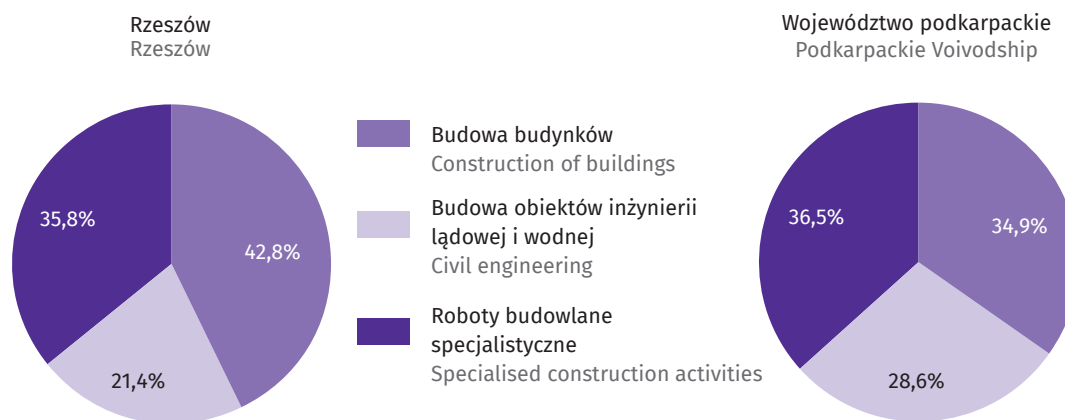 Rzeszów
Rzeszów
35,8%
42,8%
21,4%
Budowa budynków
Construction of buildings
Budowa obiektów inżynierii
lądowej i wodnej
Civil engineering
Roboty budowlane
specjalistyczne
Specialised construction activities
Województwo podkarpackie
Podkarpackie Voivodship
36,5%
34,9%
28,6%